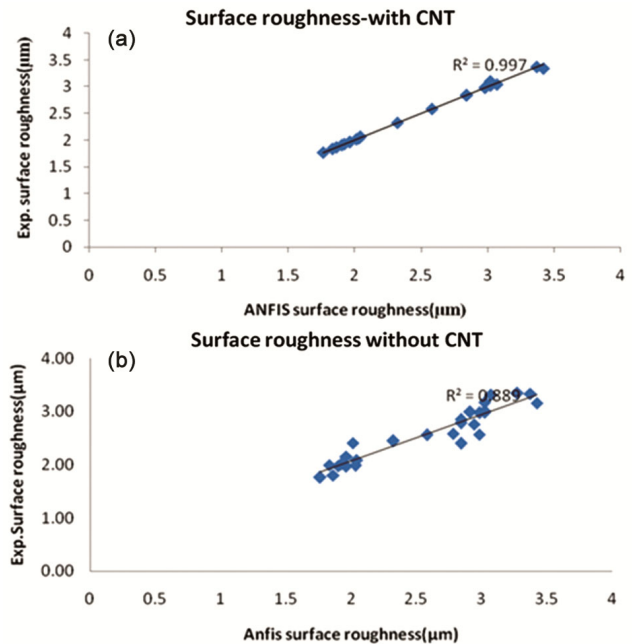 Surface roughness-with CNT
(a)
Exp. surface roughness(μm)
4
3.5
3
2.5
2
1.5
1
0.5
0
R² = 0.997
0 0.5 1 1.5 2 2.5 3 3.5 4
ANFIS surface roughness(μm)
Surface roughness without CNT
(b)
Exp.Surface roughness(μm)
4.00
3.00
2.00
1.00
0.00
R² = 0.889
0 0.5 1 1.5 2 2.5 3 3.5 4
Anfis surface roughness(μm)